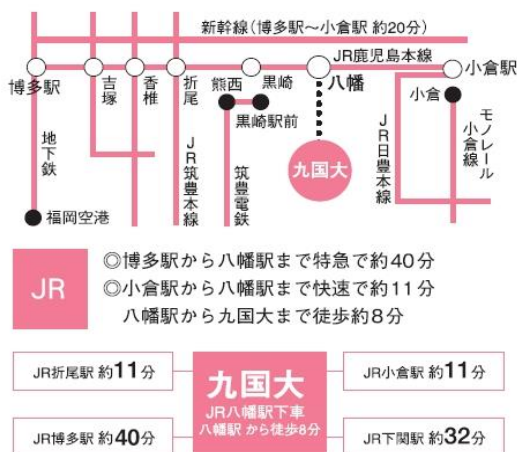 新幹線(博多駅〜小倉駅 約20分)
JR鹿児島本線
博多駅
吉塚
香椎
折尾
熊西
黒崎
八幡
小倉駅
小倉
黒崎駅前
地下鉄
JR筑豊本線
筑豊電鉄
九国大
JR日豊本線
モノレール
小倉線
福岡空港
JR
◎博多駅から八幡駅まで特急で約40分
◎小倉駅から八幡駅まで快速で約11分
八幡駅から九国大まで徒歩約8分
JR折尾駅 約11分
九国大
JR八幡駅下車
八幡駅 から徒歩8分
JR小倉駅 約11分
JR博多駅 約40分
JR下関駅 約32分